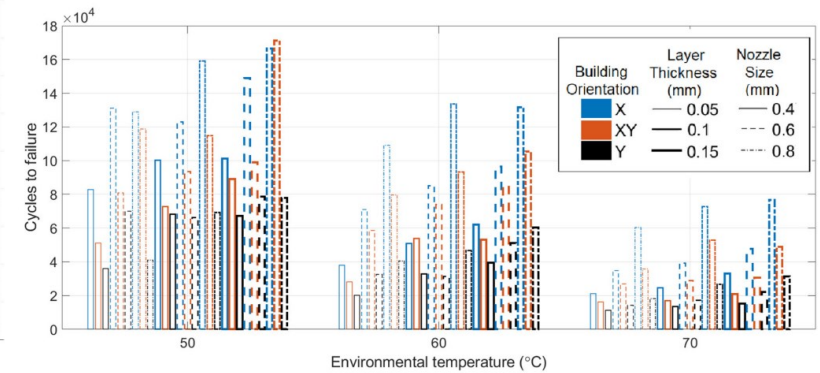 ×10⁴
18
16
14
12
10
8
6
4
2
0
Cycles to failure
50 60 70
Environmental temperature (°C)
Building Orientation
X
XY
Y
Layer Thickness (mm)
0.05
0.1
0.15
Nozzle Size (mm)
0.4
0.6
0.8